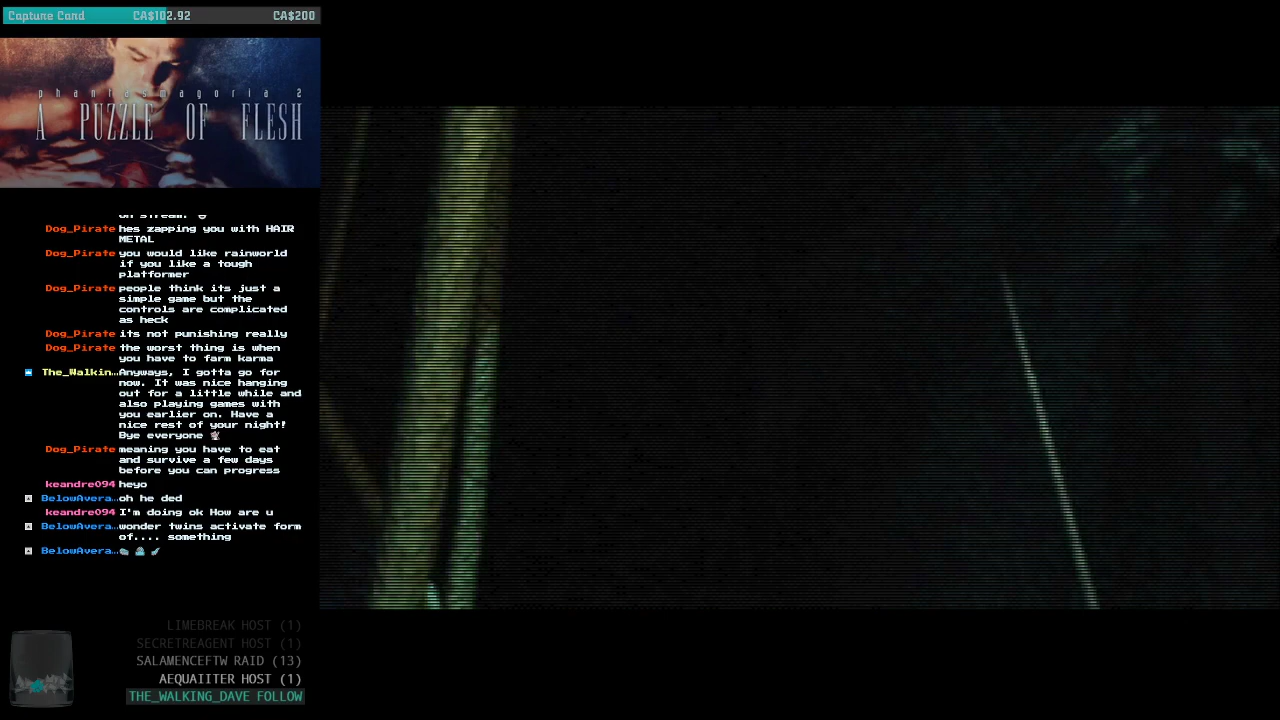 Capture Card CA$102.92 CA$200
phantasmagoria 2
A PUZZLE OF FLESH
on stream.
Dog_Pirate hes zapping you with HAIR
METAL
Dog_Pirate you would like rainworld
if you like a tough
platformer
Dog_Pirate people think its just a
simple game but the
controls are complicated
as heck
Dog_Pirate its not punishing really
Dog_Pirate the worst thing is when
you have to farm karma
The_Walkin… Anyways, I gotta go for
now. It was nice hanging
out for a little while and
also playing games with
you earlier on. Have a
nice rest of your night!
Bye everyone
Dog_Pirate meaning you have to eat
and survive a few days
before you can progress
keandre094 heyo
BelowAvera… oh he ded
keandre094 I'm doing ok How are u
BelowAvera… wonder twins activate form
of.... something
BelowAvera…
LIMEBREAK HOST (1)
SECRETREAGENT HOST (1)
SALAMENCEFTW RAID (13)
AEQUAIITER HOST (1)
THE_WALKING_DAVE FOLLOW